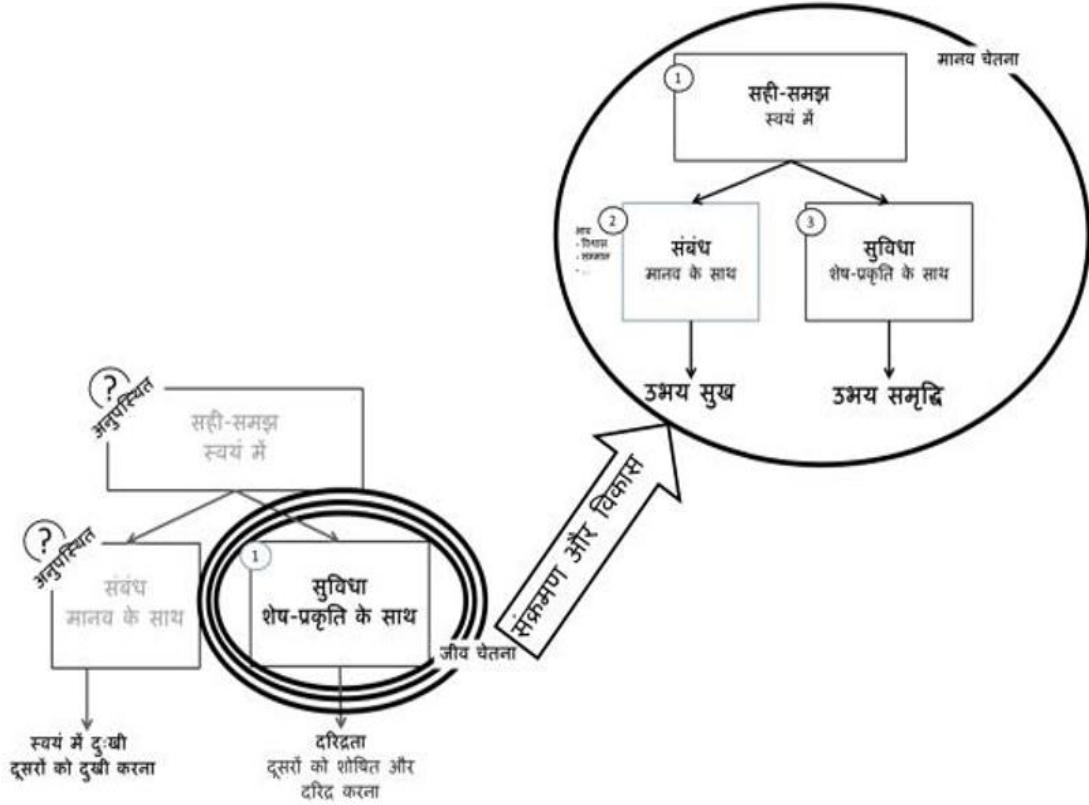 मानव चेतना
1
सही-समझ
स्वयं में
2
भाव
- विश्वास
- सम्मान
- ...
संबंध
मानव के साथ
3
सुविधा
शेष-प्रकृति के साथ
उभय सुख
उभय समृद्धि
?
अनुपस्थित
सही-समझ
स्वयं में
?
अनुपस्थित
संबंध
मानव के साथ
1
सुविधा
शेष-प्रकृति के साथ
जीव चेतना
संक्रमण और विकास
स्वयं में दुःखी
दूसरों को दुखी करना
दरिद्रता
दूसरों को शोषित और
दरिद्र करना